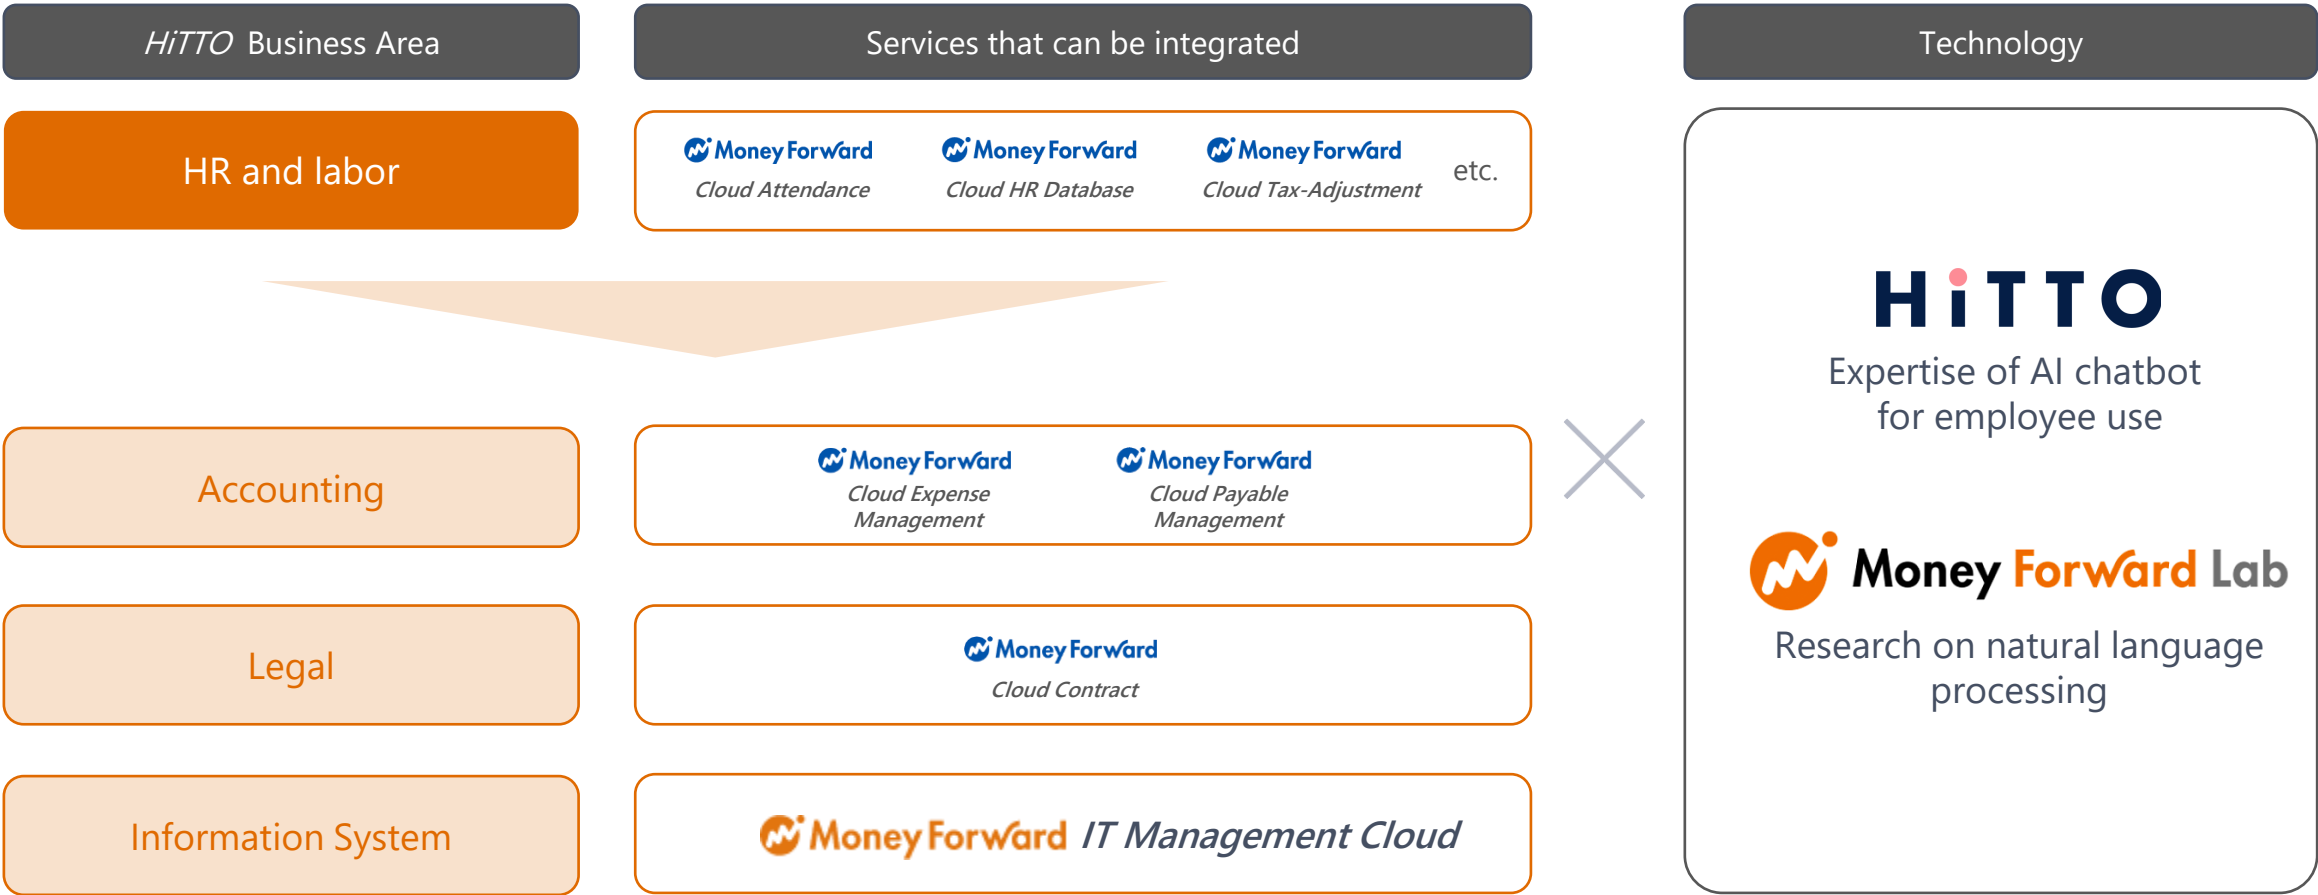 HiTTO Business Area
Services that can be integrated
Technology
HR and labor
Money Forward
Cloud Attendance
Money Forward
Cloud HR Database
Money Forward
Cloud Tax-Adjustment
etc.
Accounting
Money Forward
Cloud Expense
Management
Money Forward
Cloud Payable
Management
Legal
Money Forward
Cloud Contract
Information System
Money Forward IT Management Cloud
HiTTO
Expertise of AI chatbot
for employee use
Money Forward Lab
Research on natural language
processing